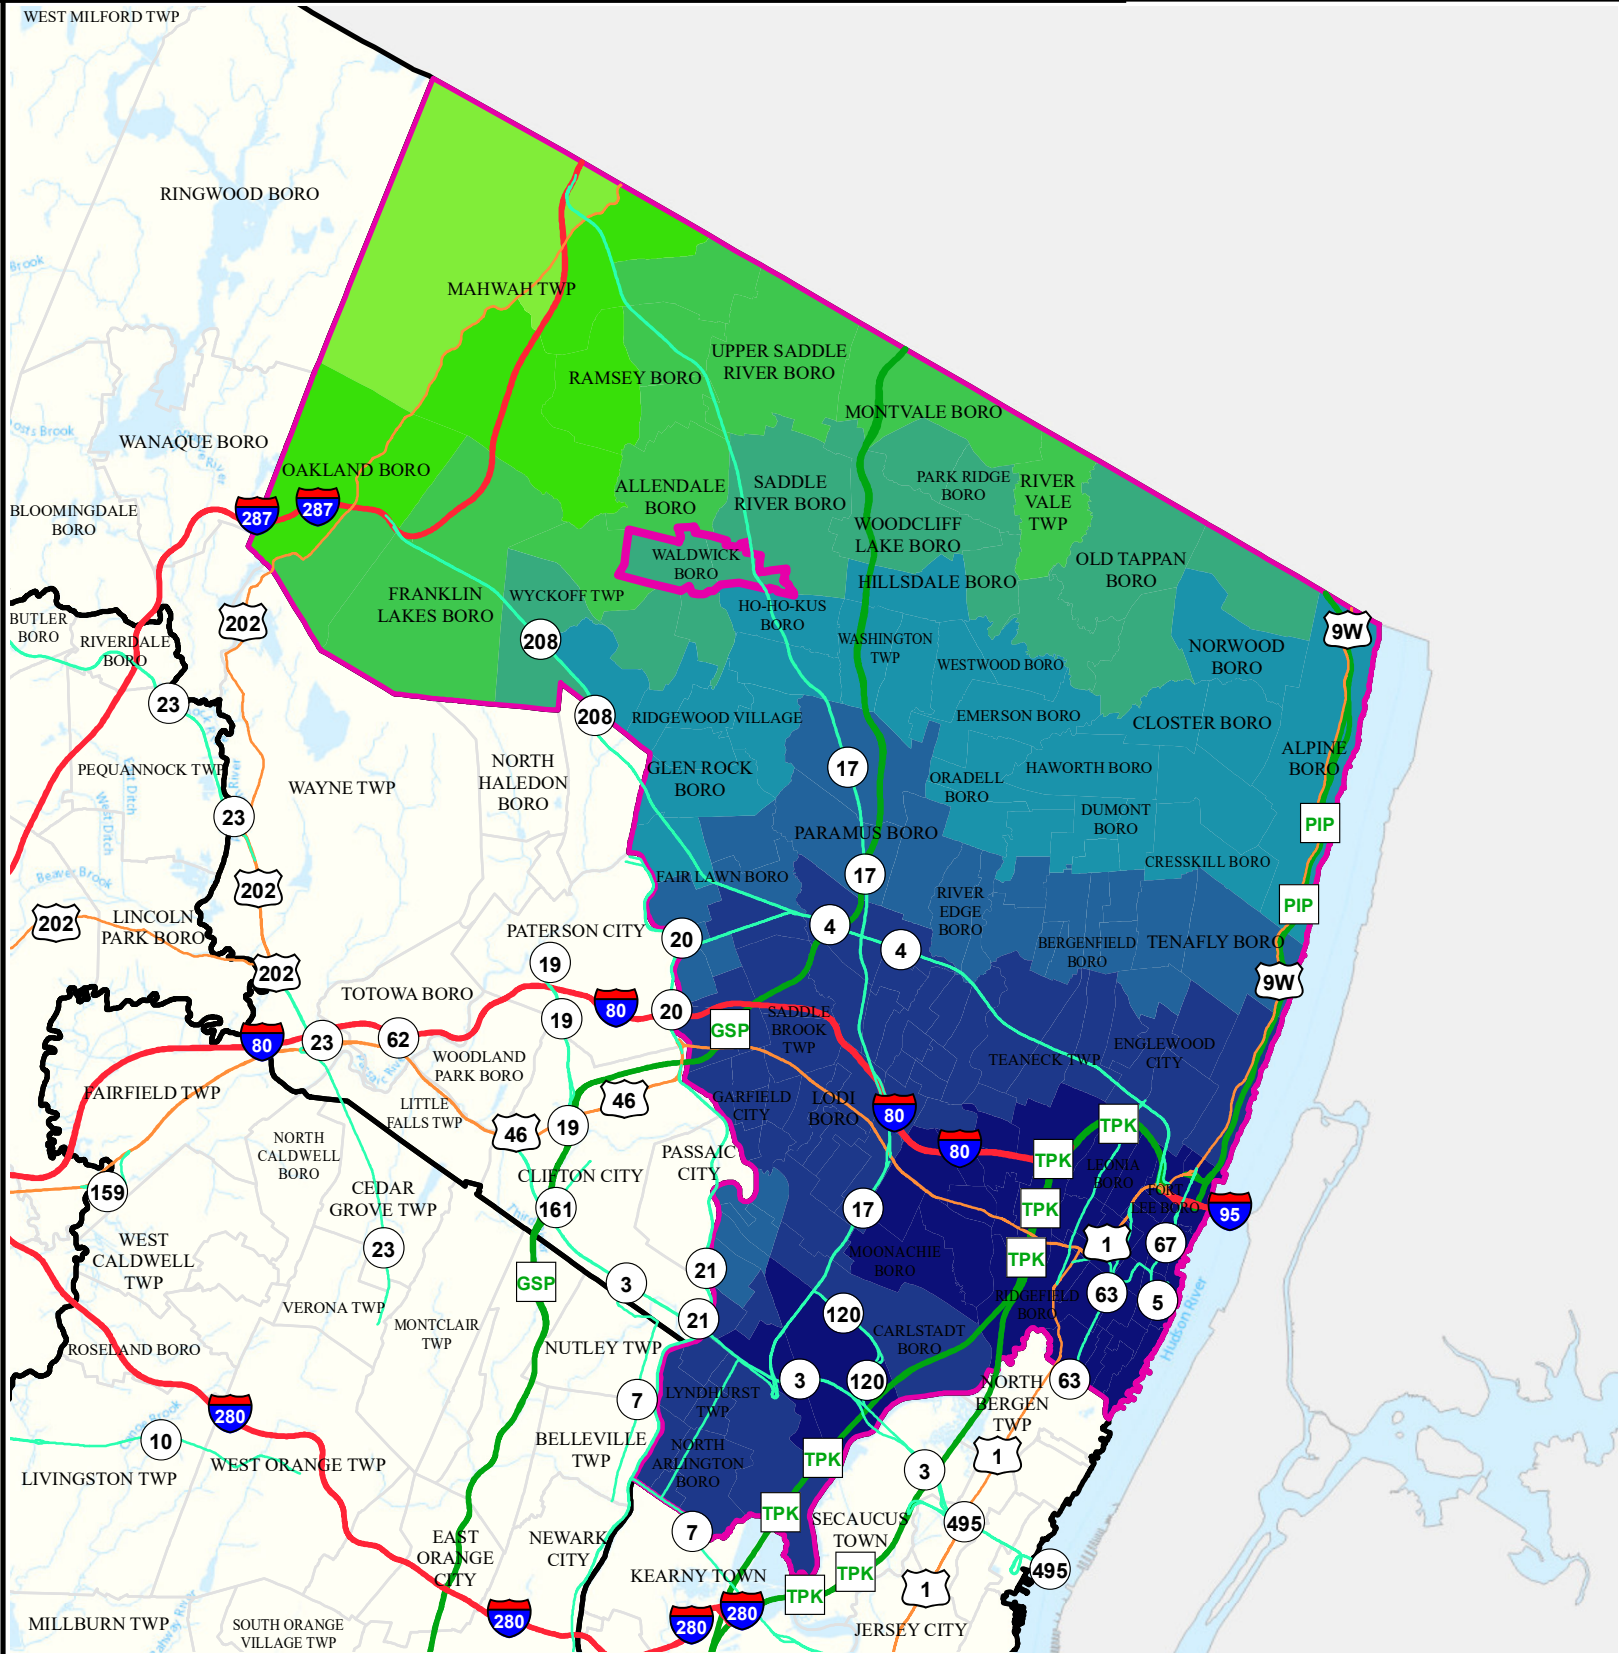 WEST MILFORD TWP
RINGWOOD BORO
MAHWAH TWP
UPPER SADDLE
RIVER BORO
RAMSEY BORO
MONTVALE BORO
WANAQUE BORO
OAKLAND BORO
ALLENDALE
BORO
SADDLE
RIVER BORO
PARK RIDGE
BORO
RIVER
VALE
TWP
BLOOMINGDALE
BORO
287
287
WOODCLIFF
LAKE BORO
WALDWICK
BORO
OLD TAPPAN
BORO
HILLSDALE BORO
FRANKLIN
LAKES BORO
WYCKOFF TWP
HO-HO-KUS
BORO
BUTLER
BORO
RIVERDALE
BORO
202
208
WASHINGTON
TWP
WESTWOOD BORO
NORWOOD
BORO
9W
23
208
RIDGEWOOD VILLAGE
EMERSON BORO
CLOSTER BORO
ALPINE
BORO
PEQUANNOCK TWP
WAYNE TWP
NORTH
HALEDON
BORO
GLEN ROCK
BORO
17
ORADELL
BORO
HAWORTH BORO
DUMONT
BORO
PIP
23
PARAMUS BORO
CRESSKILL BORO
West Ditch
Beaver Brook
202
FAIR LAWN BORO
17
RIVER
EDGE
BORO
PIP
202
LINCOLN
PARK BORO
PATERSON CITY
20
4
4
BERGENFIELD
BORO
TENAFLY BORO
202
19
9W
TOTOWA BORO
80
20
19
GSP
SADDLE
BROOK
TWP
80
23
62
WOODLAND
PARK BORO
TEANECK TWP
ENGLEWOOD
CITY
FAIRFIELD TWP
LITTLE
FALLS TWP
46
46
19
GARFIELD
CITY
LODI
BORO
80
80
TPK
TPK
NORTH
CALDWELL
BORO
PASSAIC
CITY
CLIFTON CITY
LEONIA
BORO
159
CEDAR
GROVE TWP
161
17
TPK
FORT
LEE BORO
95
WEST
CALDWELL
TWP
23
GSP
3
21
MOONACHIE
BORO
TPK
1
67
63
5
RIDGEFIELD
BORO
VERONA TWP
MONTCLAIR
TWP
21
120
CARLSTADT
BORO
Hudson River
ROSELAND BORO
NUTLEY TWP
7
LYNDHURST
TWP
3
120
63
NORTH
BERGEN
TWP
280
10
BELLEVILLE
TWP
NORTH
ARLINGTON
BORO
TPK
3
1
LIVINGSTON TWP
WEST ORANGE TWP
TPK
SECAUCUS
TOWN
495
EAST
ORANGE
CITY
NEWARK
CITY
7
KEARNY TOWN
TPK
TPK
495
1
280
280
280
MILLBURN TWP
SOUTH ORANGE
VILLAGE TWP
JERSEY CITY